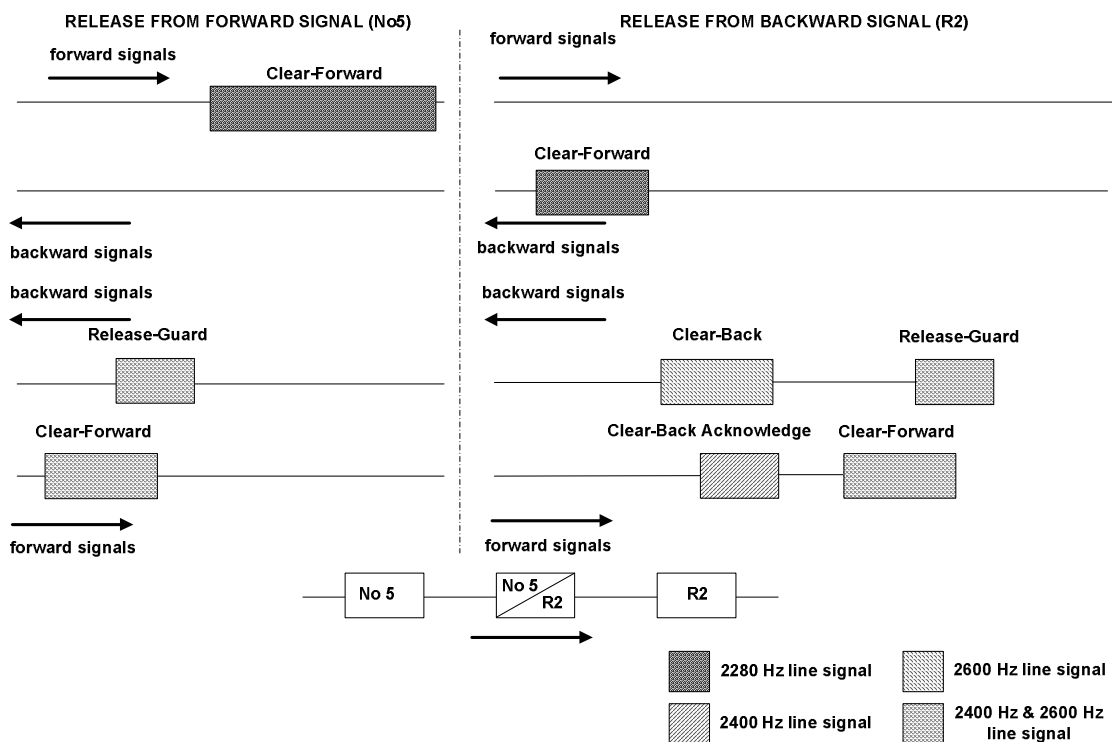 RELEASE FROM FORWARD SIGNAL (No5)
RELEASE FROM BACKWARD SIGNAL (R2)
forward signals
Clear-Forward
forward signals
Clear-Forward
backward signals
backward signals
backward signals
Release-Guard
backward signals
Clear-Back
Release-Guard
Clear-Forward
Clear-Back Acknowledge
Clear-Forward
forward signals
forward signals
No 5
No 5
R2
R2
2280 Hz line signal
2600 Hz line signal
2400 Hz line signal
2400 Hz & 2600 Hz
line signal